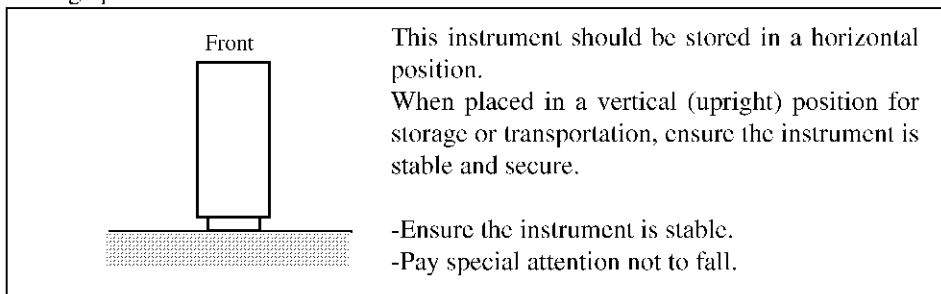 Front
This instrument should be stored in a horizontal
position.
When placed in a vertical (upright) position for
storage or transportation, ensure the instrument is
stable and secure.
-Ensure the instrument is stable.
-Pay special attention not to fall.